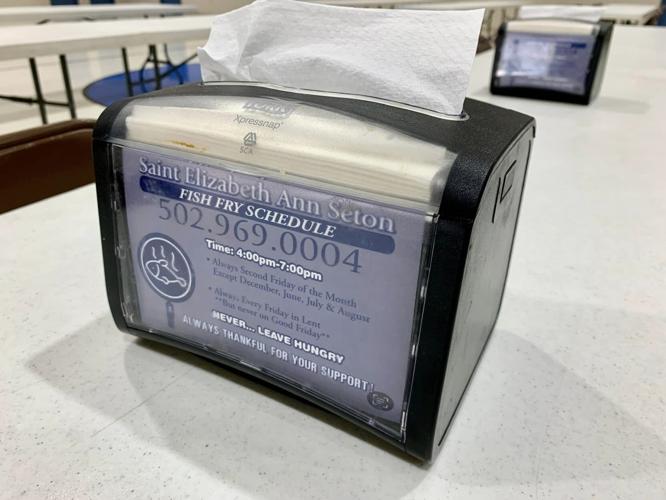 TORK
Xpressnap®
SCA
Saint Elizabeth Ann Seton
FISH FRY SCHEDULE
502.969.0004
Time: 4:00pm-7:00pm
• Always Second Friday of the Month
Except December, June, July & August
• Always Every Friday in Lent
**But never on Good Friday**
NEVER... LEAVE HUNGRY
ALWAYS THANKFUL FOR YOUR SUPPORT!